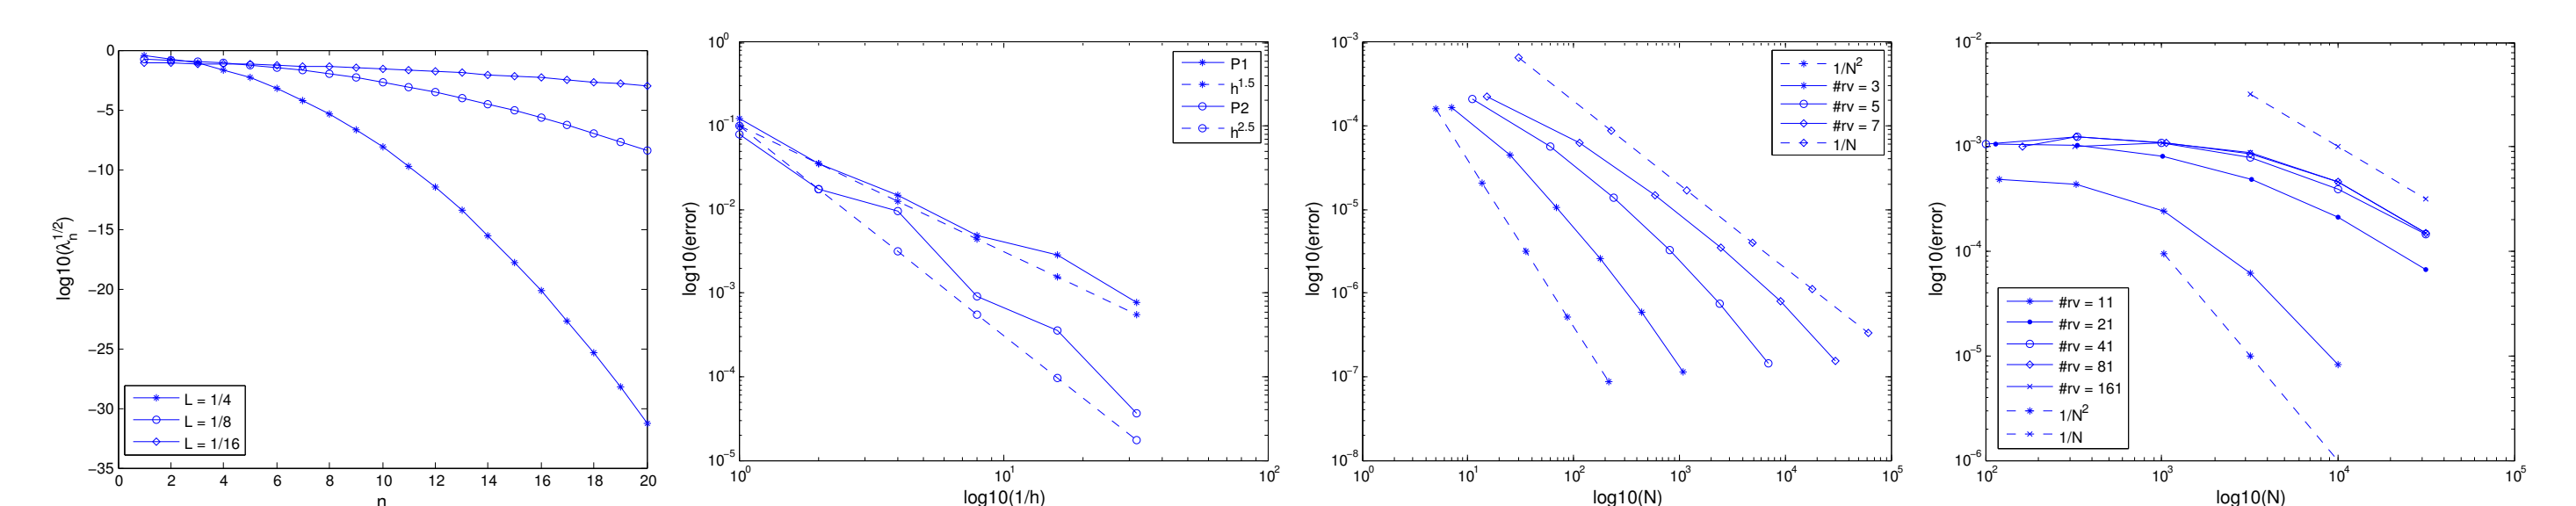 0
−5
−10
−15
−20
−25
−30
−35
0 2 4 6 8 10 12 14 16 18 20
log10(λn^1/2)
n
L = 1/4
L = 1/8
L = 1/16
10^0
10^-1
10^-2
10^-3
10^-4
10^-5
10^0 10^1 10^2
log10(error)
log10(1/h)
P1
h^1.5
P2
h^2.5
10^-3
10^-4
10^-5
10^-6
10^-7
10^-8
10^0 10^1 10^2 10^3 10^4 10^5
log10(error)
log10(N)
1/N^2
#rv = 3
#rv = 5
#rv = 7
1/N
10^-2
10^-3
10^-4
10^-5
10^-6
10^2 10^3 10^4 10^5
log10(error)
log10(N)
#rv = 11
#rv = 21
#rv = 41
#rv = 81
#rv = 161
1/N^2
1/N